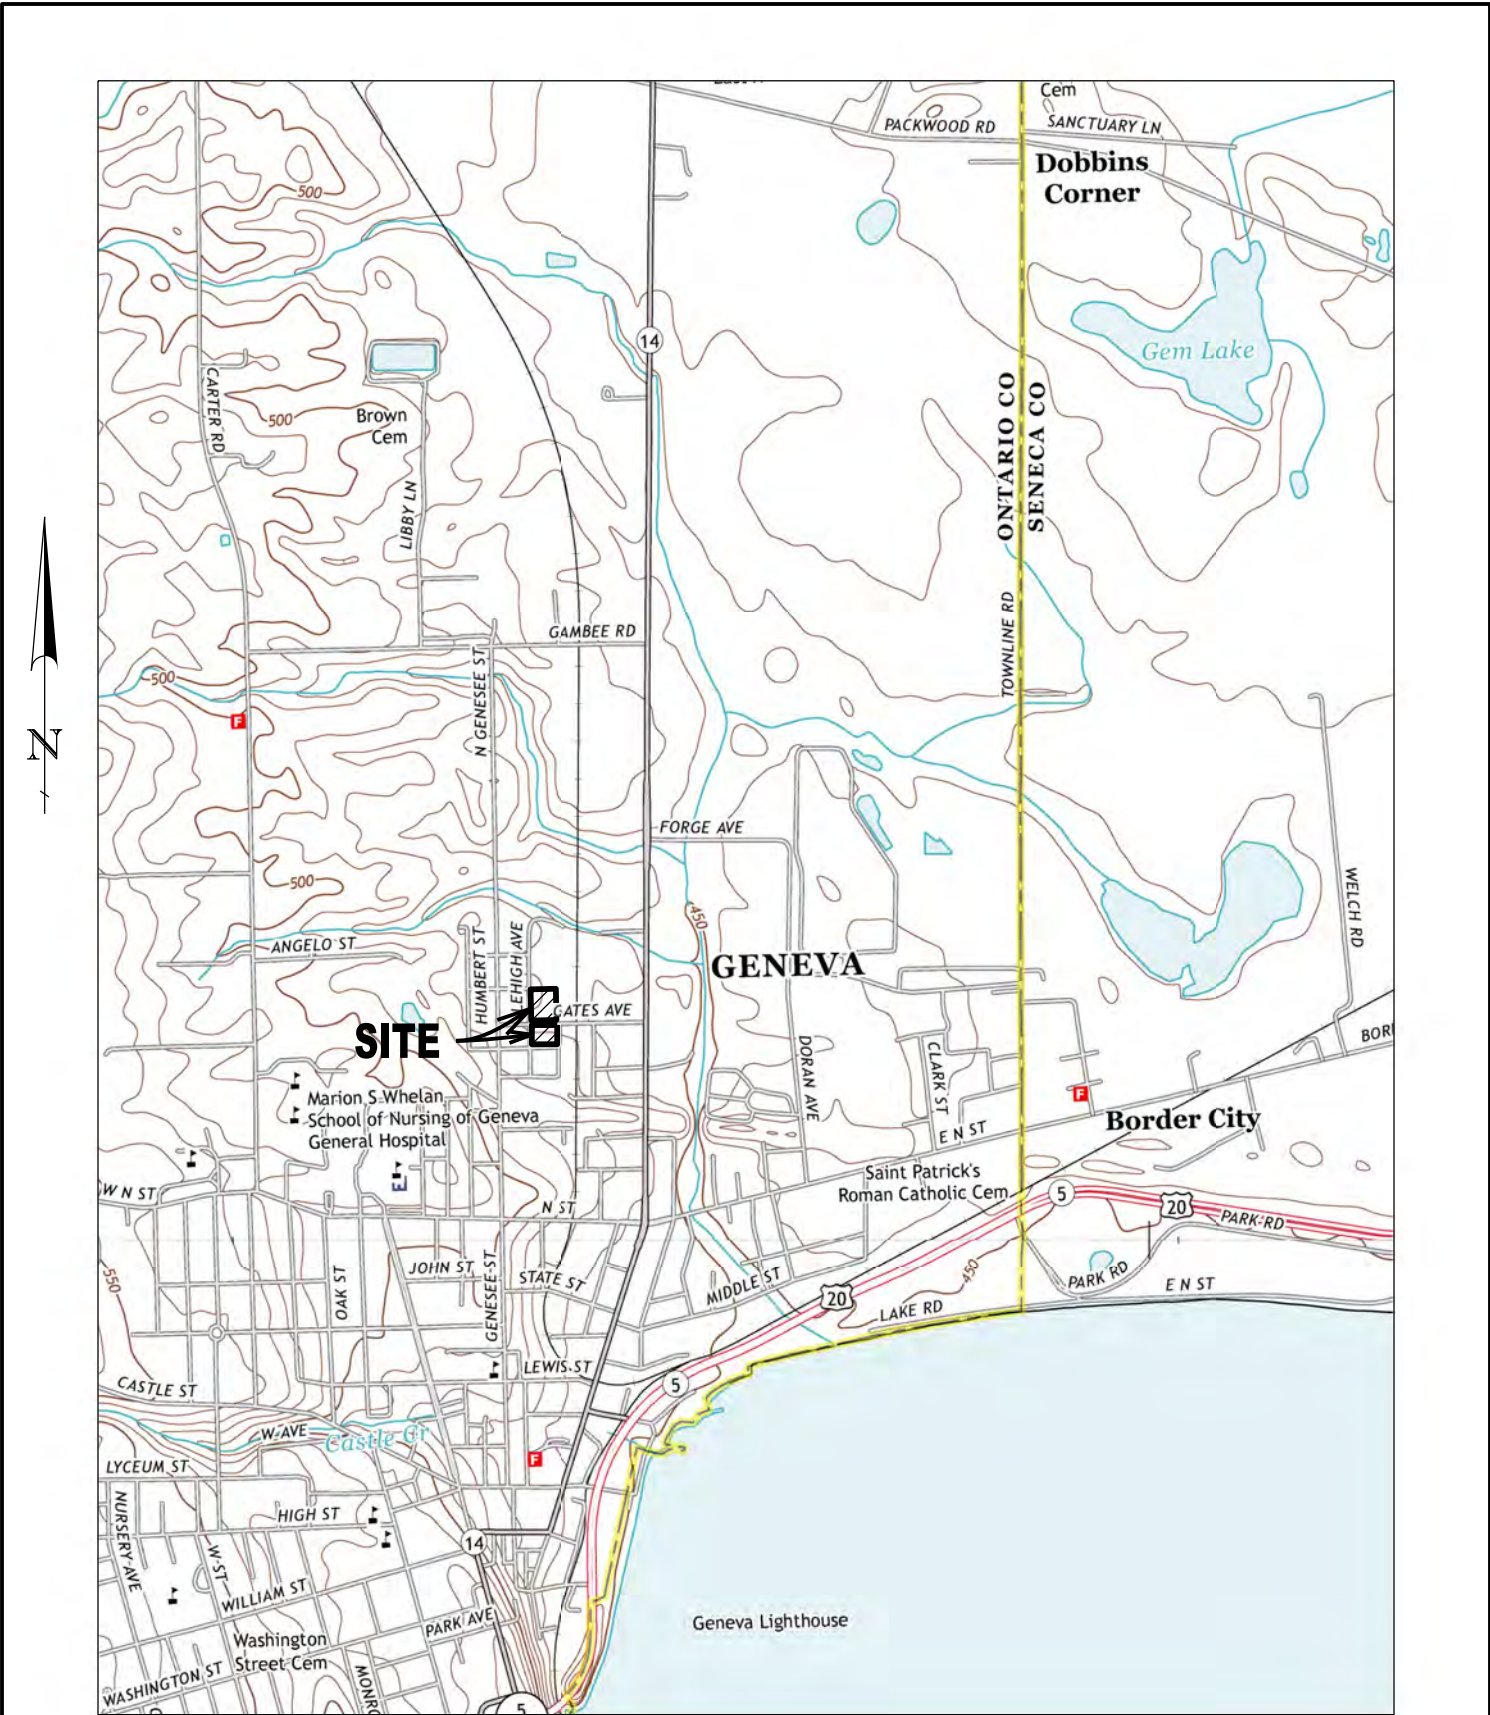 Cem
PACKWOOD RD
SANCTUARY LN
Dobbins
Corner
500
14
Gem Lake
CARTER RD
500
Brown
Cem
LIBBY LN
ONTARIO CO
SENECA CO
TOWNLINE RD
GAMBEE RD
N GENESEE ST
500
F
N
FORGE AVE
500
450
WELCH RD
ANGELO ST
HUMBERT ST
LEHIGH AVE
GENEVA
GATES AVE
SITE
DORAN AVE
CLARK ST
F
Marion S Whelan
School of Nursing of Geneva
General Hospital
E N ST
Border City
Saint Patrick's
Roman Catholic Cem
W N ST
N ST
5
20
PARK RD
550
JOHN ST
OAK ST
GENESEE ST
STATE ST
MIDDLE ST
20
450
PARK RD
E N ST
LAKE RD
LEWIS ST
5
CASTLE ST
W AVE
Castle Cr
LYCEUM ST
F
NURSERY AVE
HIGH ST
14
W ST
WILLIAM ST
PARK AVE
Geneva Lighthouse
Washington
Street Cem
WASHINGTON ST
5